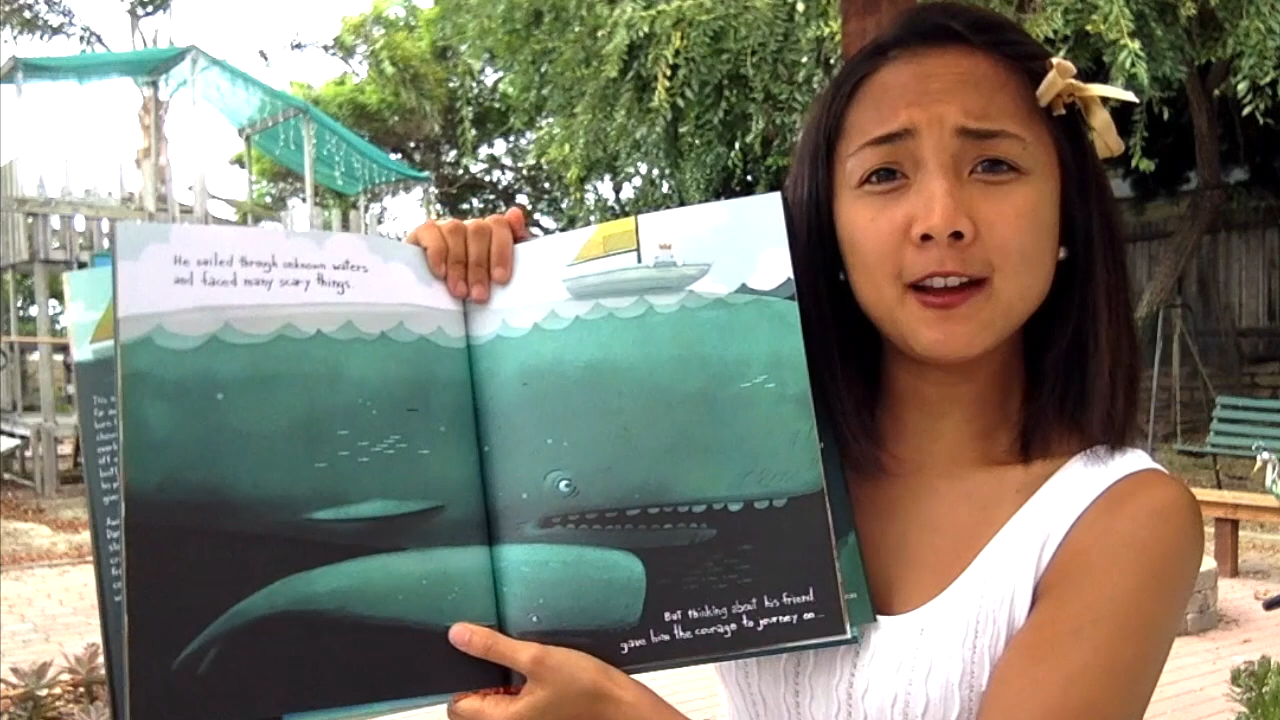 He sailed through unknown waters
and faced many scary things.
But thinking about his friend
gave him the courage to journey on...